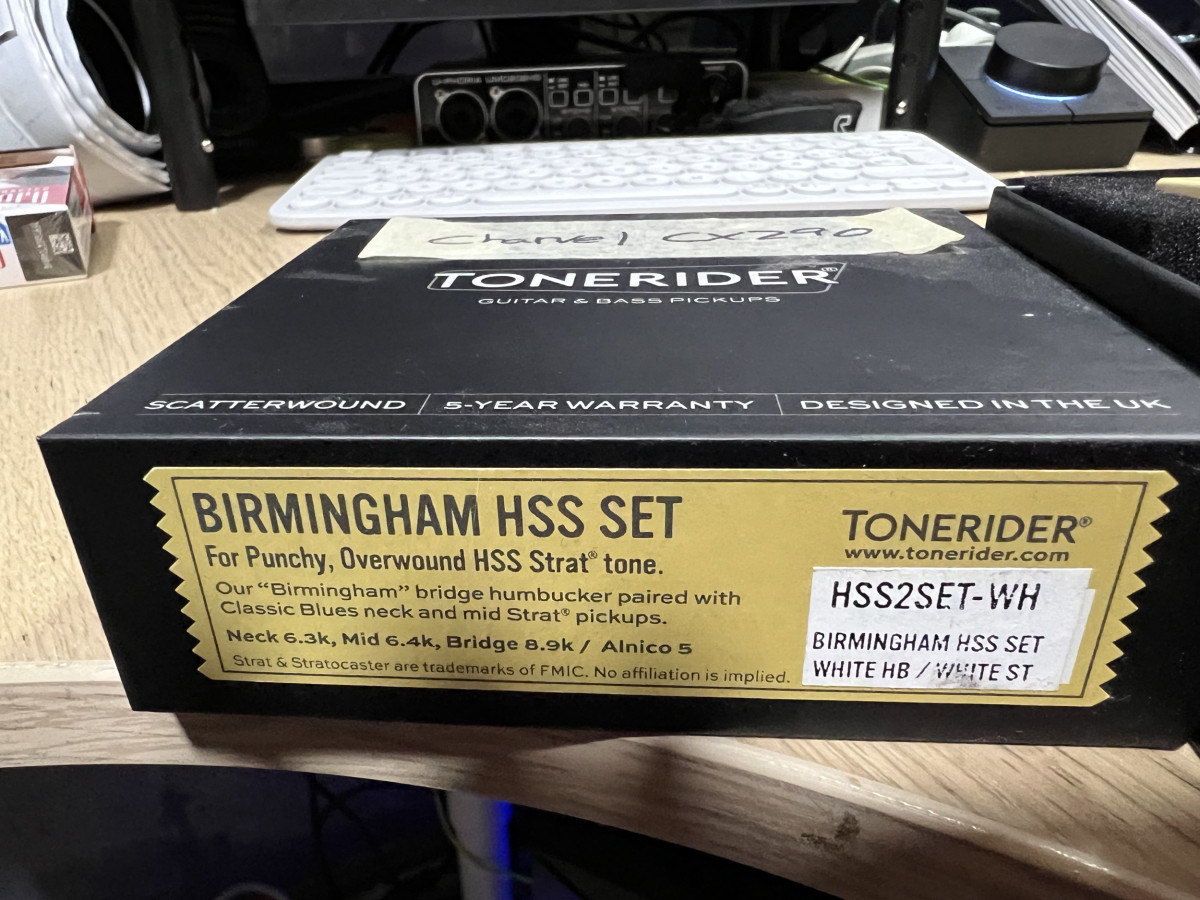 U-PHORIA UMC204HD
Charvel CX290
TONERIDER®
GUITAR & BASS PICKUPS
SCATTERWOUND | 5-YEAR WARRANTY | DESIGNED IN THE UK
BIRMINGHAM HSS SET
For Punchy, Overwound HSS Strat® tone.
Our “Birmingham” bridge humbucker paired with
Classic Blues neck and mid Strat® pickups.
Neck 6.3k, Mid 6.4k, Bridge 8.9k / Alnico 5
Strat & Stratocaster are trademarks of FMIC. No affiliation is implied.
TONERIDER®
www.tonerider.com
HSS2SET-WH
BIRMINGHAM HSS SET
WHITE HB / WHITE ST